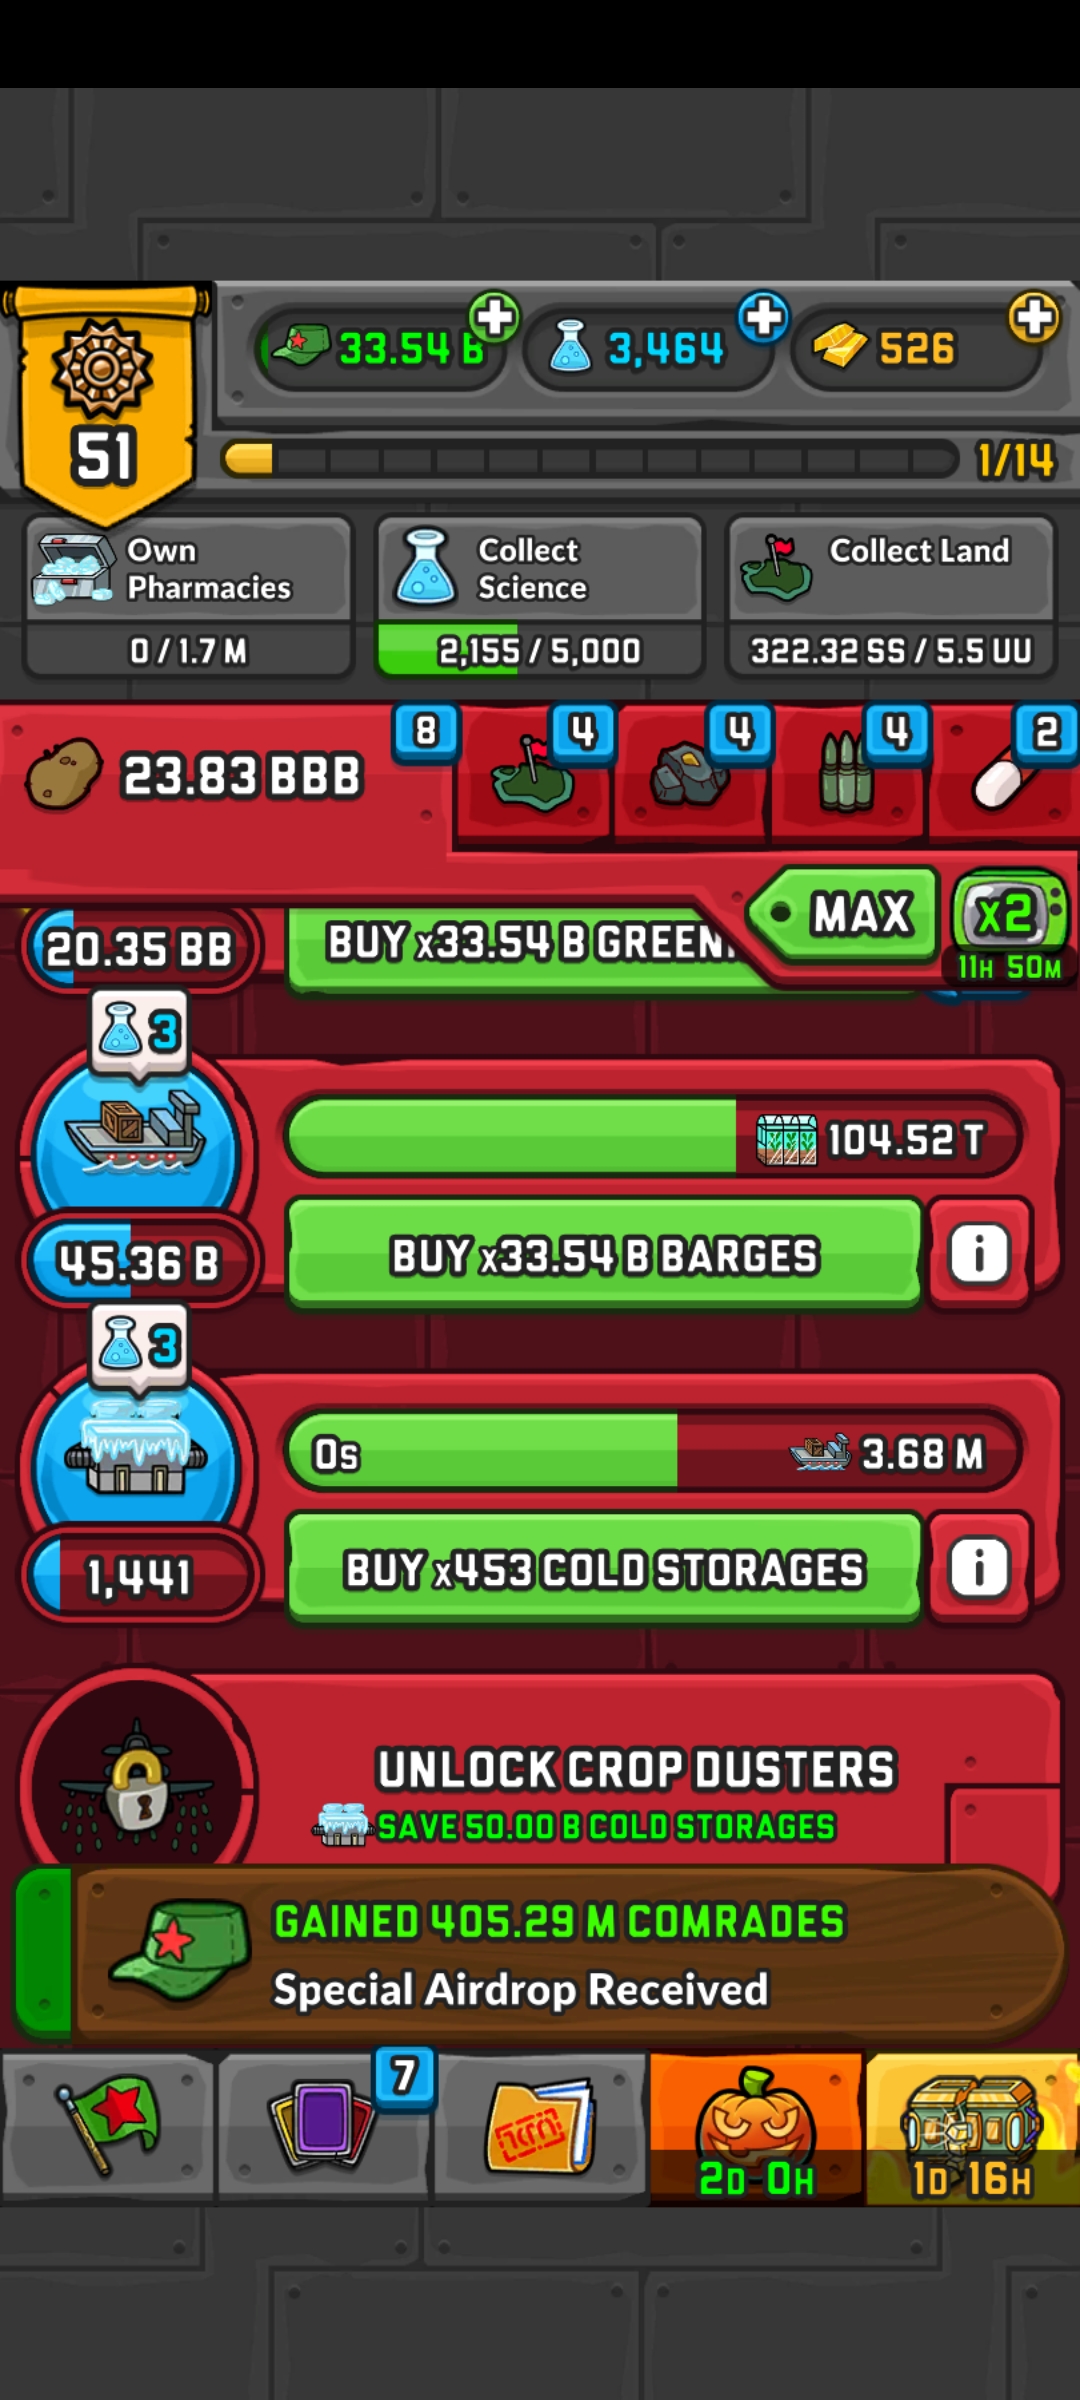 33.54 B
3,464
526
51
1/14
Own
Pharmacies
0 / 1.7 M
Collect
Science
2,155 / 5,000
Collect Land
322.32 SS / 5.5 UU
23.83 BBB
8
4
4
4
2
MAX
x2
11H 50M
20.35 BB
BUY x33.54 B GREEN
3
104.52 T
45.36 B
BUY x33.54 B BARGES
i
3
0s
3.68 M
1,441
BUY x453 COLD STORAGES
i
UNLOCK CROP DUSTERS
SAVE 50.00 B COLD STORAGES
GAINED 405.29 M COMRADES
Special Airdrop Received
7
2D 0H
1D 16H